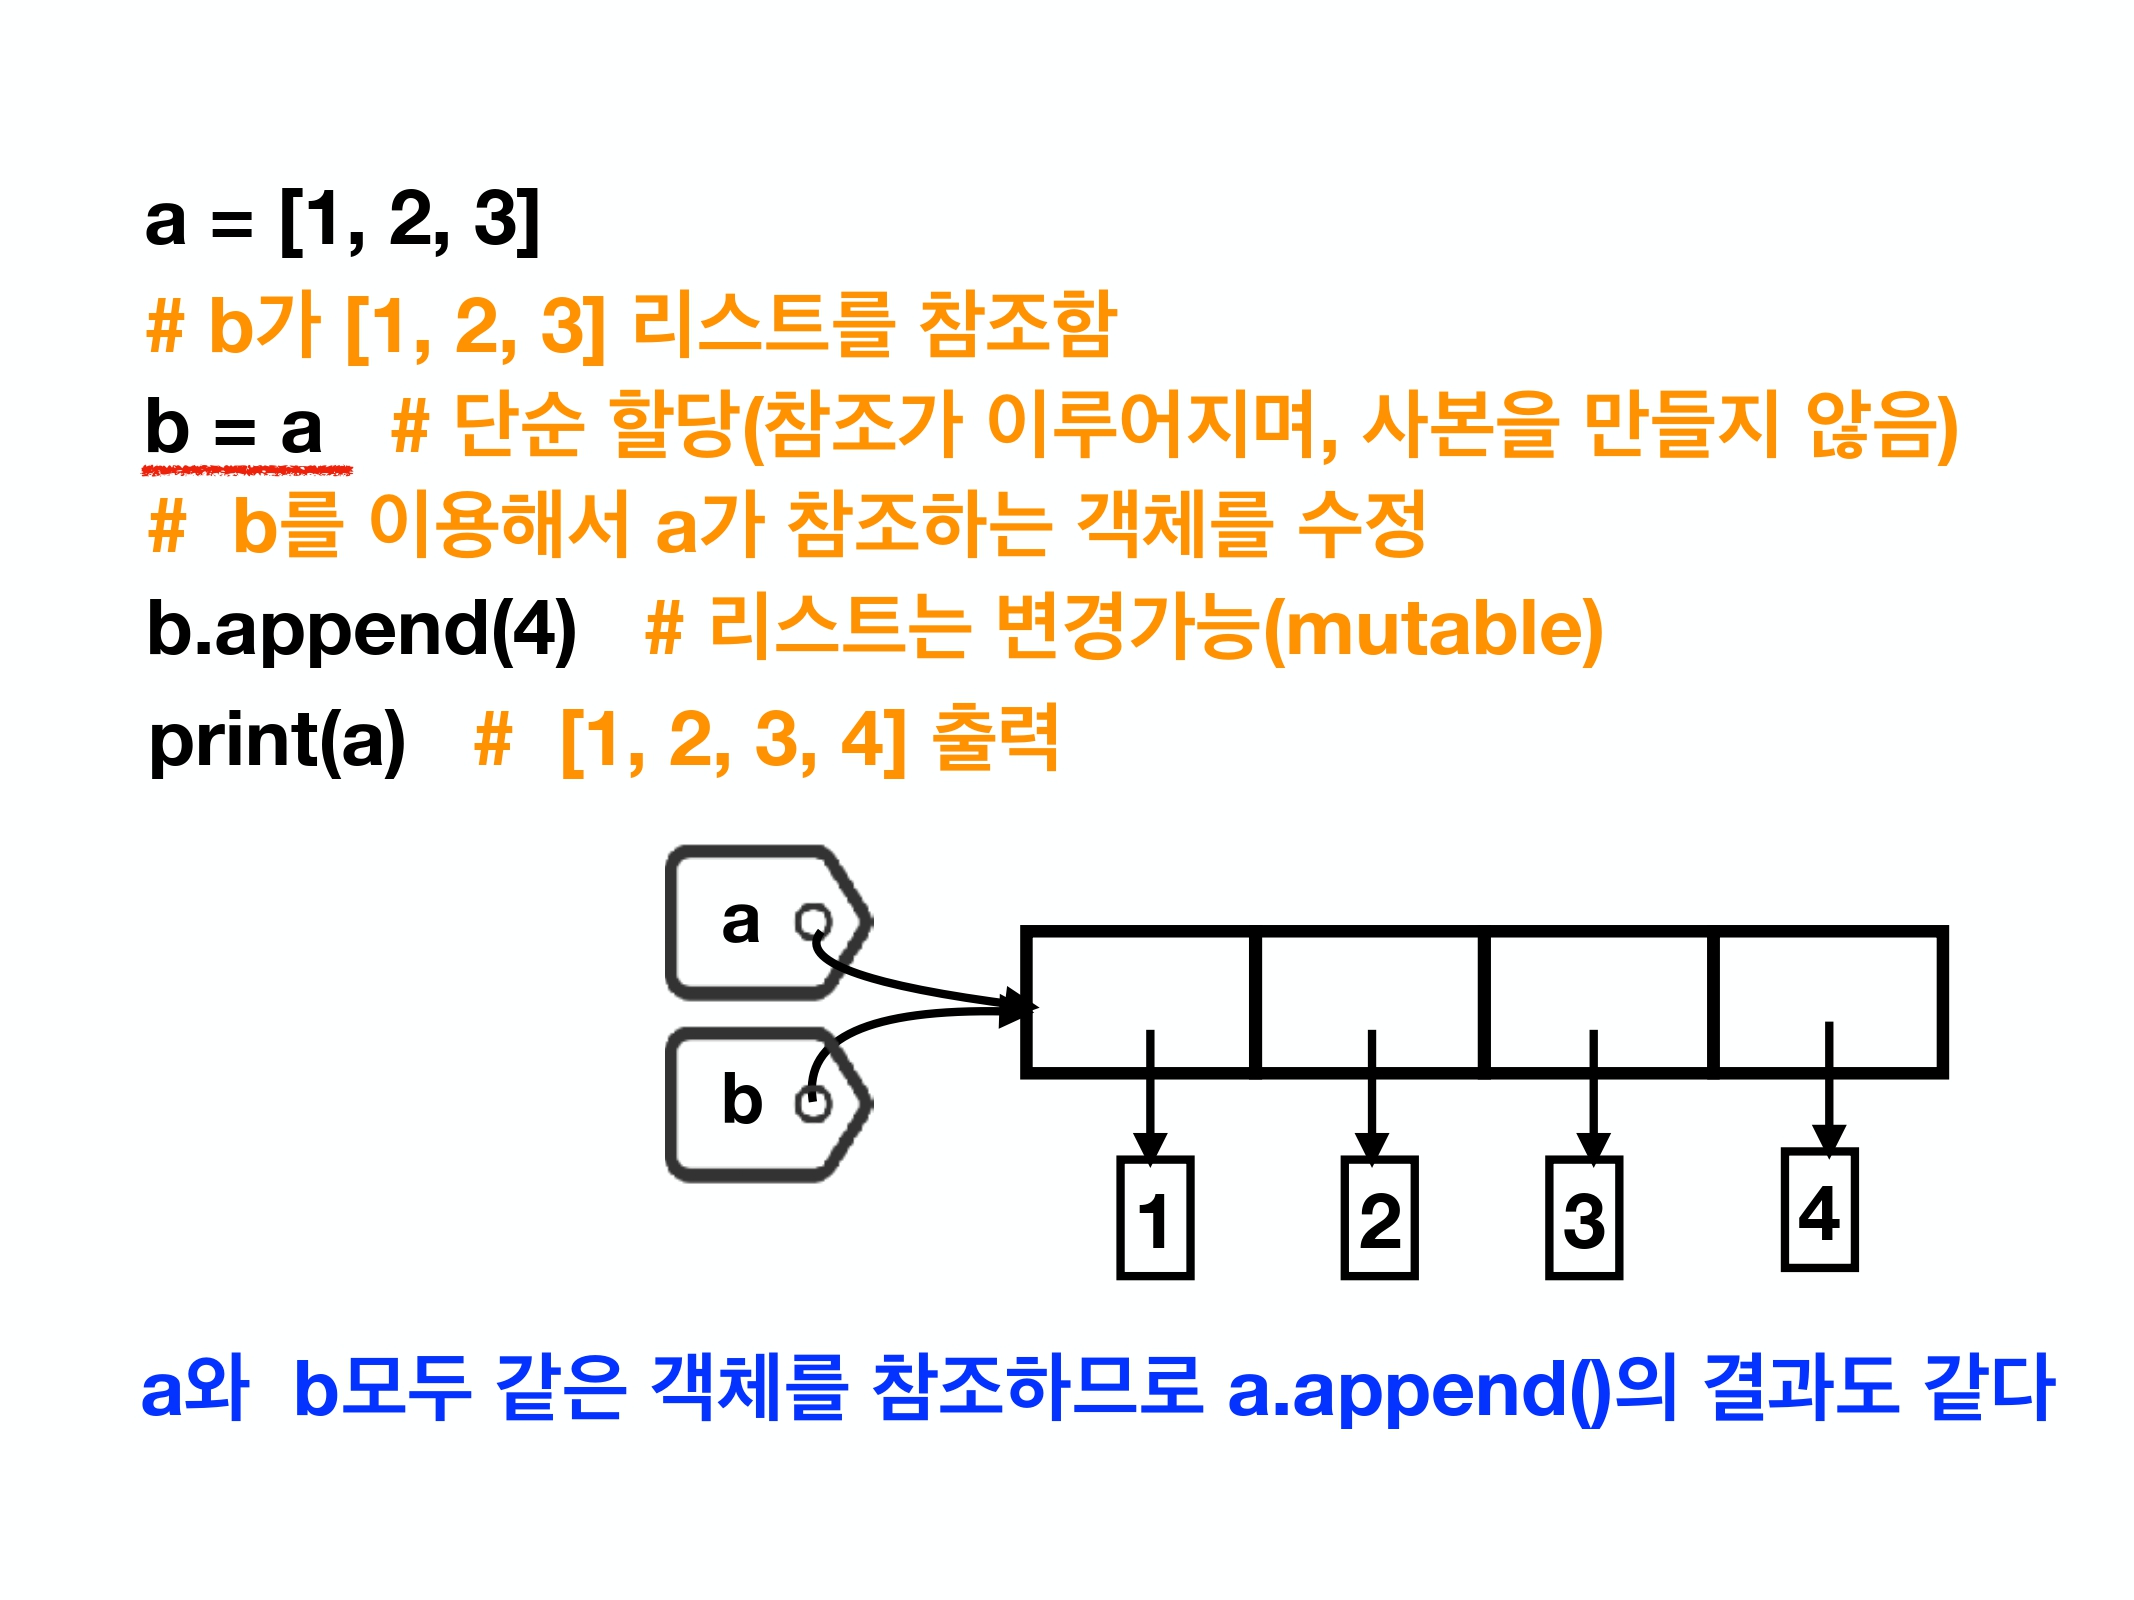 a = [1, 2, 3]
# b가 [1, 2, 3] 리스트를 참조함
b = a # 단순 할당(참조가 이루어지며, 사본을 만들지 않음)
# b를 이용해서 a가 참조하는 객체를 수정
b.append(4) # 리스트는 변경가능(mutable)
print(a) # [1, 2, 3, 4] 출력
a
b
1 2 3 4
a와 b모두 같은 객체를 참조하므로 a.append()의 결과도 같다